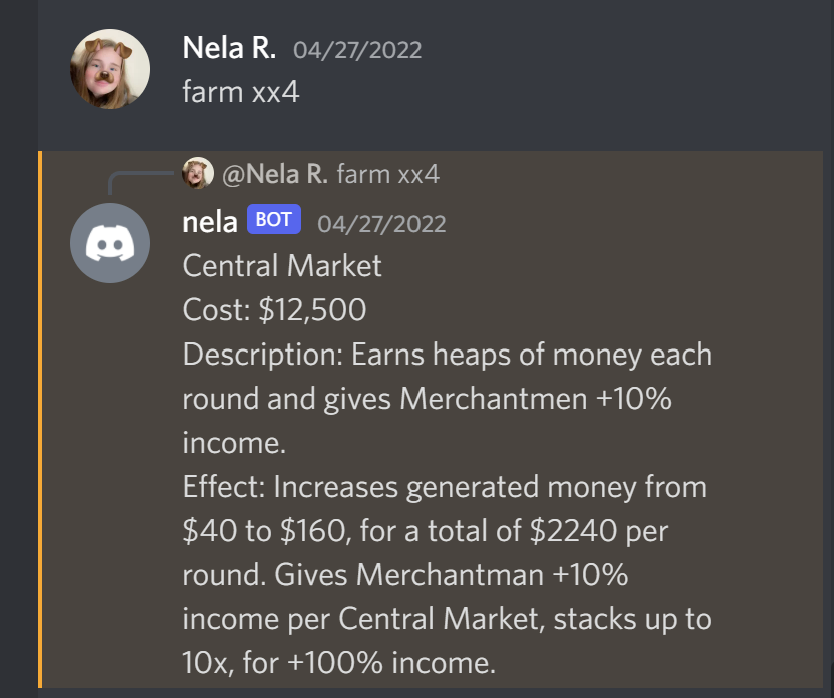 Nela R. 04/27/2022
farm xx4
@Nela R. farm xx4
nela BOT 04/27/2022
Central Market
Cost: $12,500
Description: Earns heaps of money each
round and gives Merchantmen +10%
income.
Effect: Increases generated money from
$40 to $160, for a total of $2240 per
round. Gives Merchantman +10%
income per Central Market, stacks up to
10x, for +100% income.